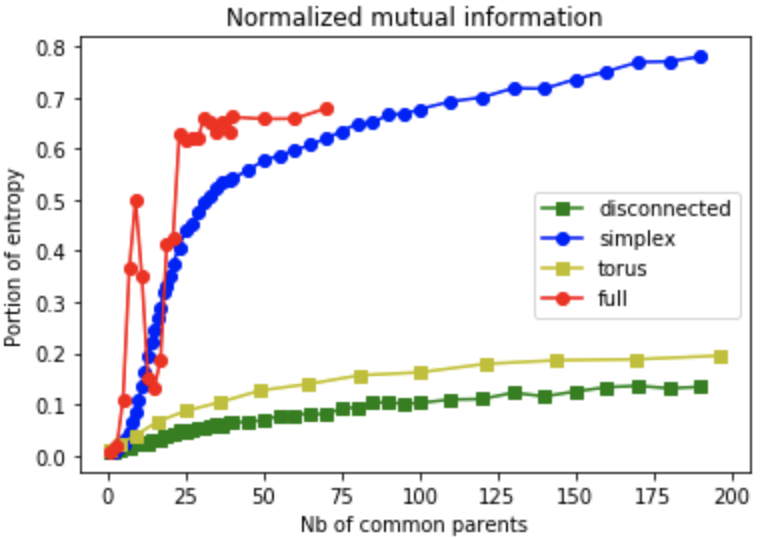 Normalized mutual information
0.8
0.7
0.6
0.5
0.4
0.3
0.2
0.1
0.0
Portion of entropy
disconnected
simplex
torus
full
0 25 50 75 100 125 150 175 200
Nb of common parents